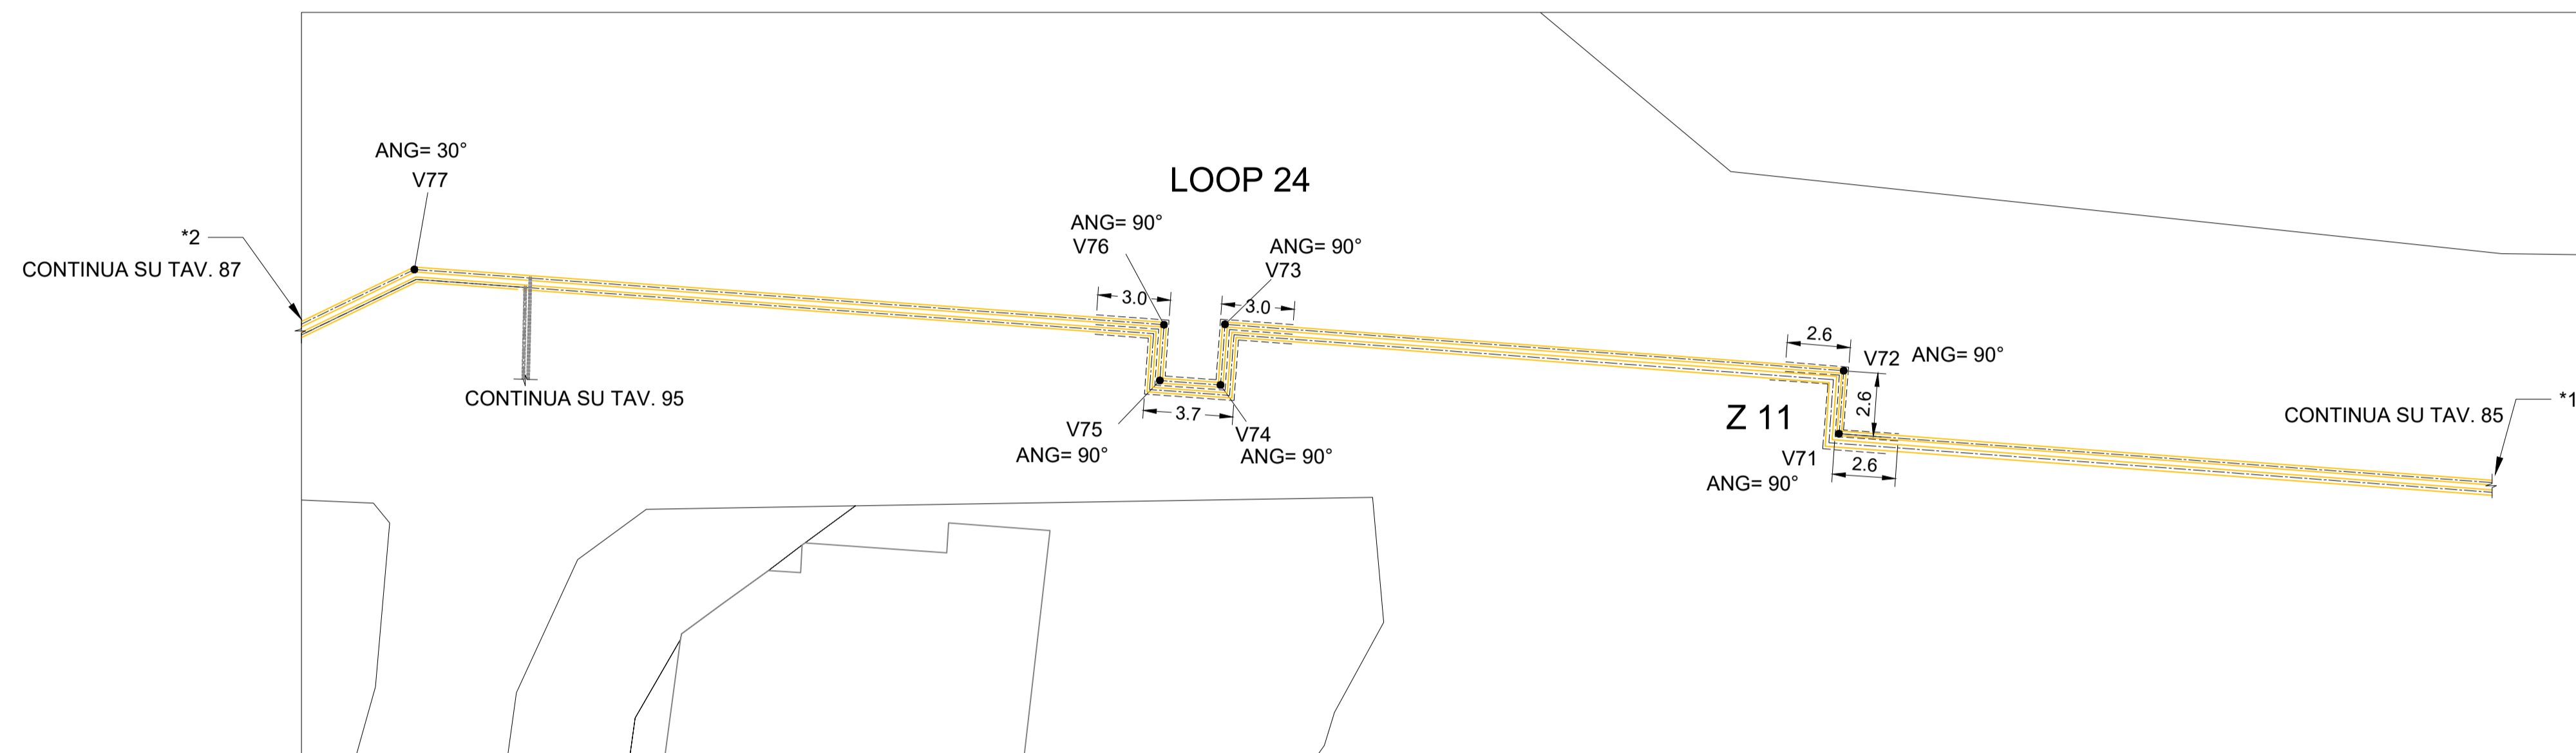 ANG= 30°
V77
*2
CONTINUA SU TAV. 87
CONTINUA SU TAV. 95
LOOP 24
ANG= 90°
V76
ANG= 90°
V73
3.0
3.0
3.7
V75
ANG= 90°
V74
ANG= 90°
2.6
V72 ANG= 90°
2.6
Z 11
V71
ANG= 90°
2.6
*1
CONTINUA SU TAV. 85